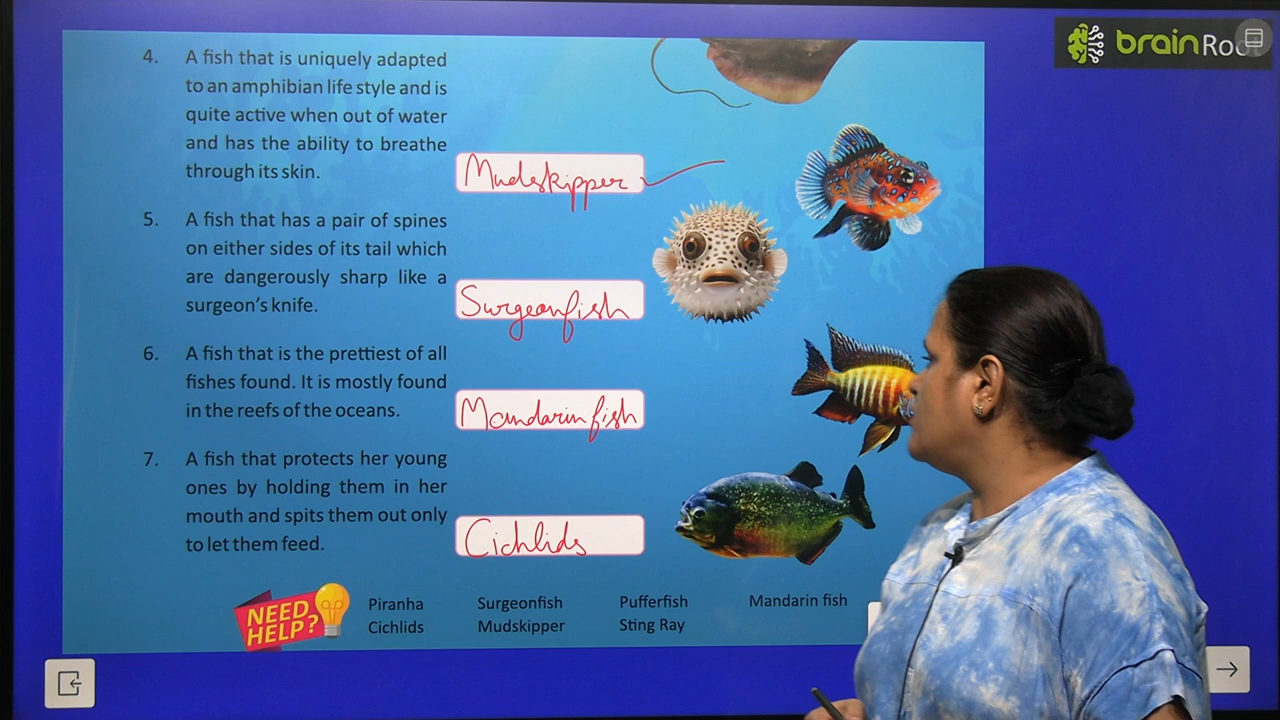 brainRoot
4. A fish that is uniquely adapted
to an amphibian life style and is
quite active when out of water
and has the ability to breathe
through its skin.
Mudskipper
5. A fish that has a pair of spines
on either sides of its tail which
are dangerously sharp like a
surgeon's knife.
Surgeonfish
6. A fish that is the prettiest of all
fishes found. It is mostly found
in the reefs of the oceans.
Mandarin fish
7. A fish that protects her young
ones by holding them in her
mouth and spits them out only
to let them feed.
Cichlids
NEED HELP?
Piranha Surgeonfish Pufferfish Mandarin fish
Cichlids Mudskipper Sting Ray